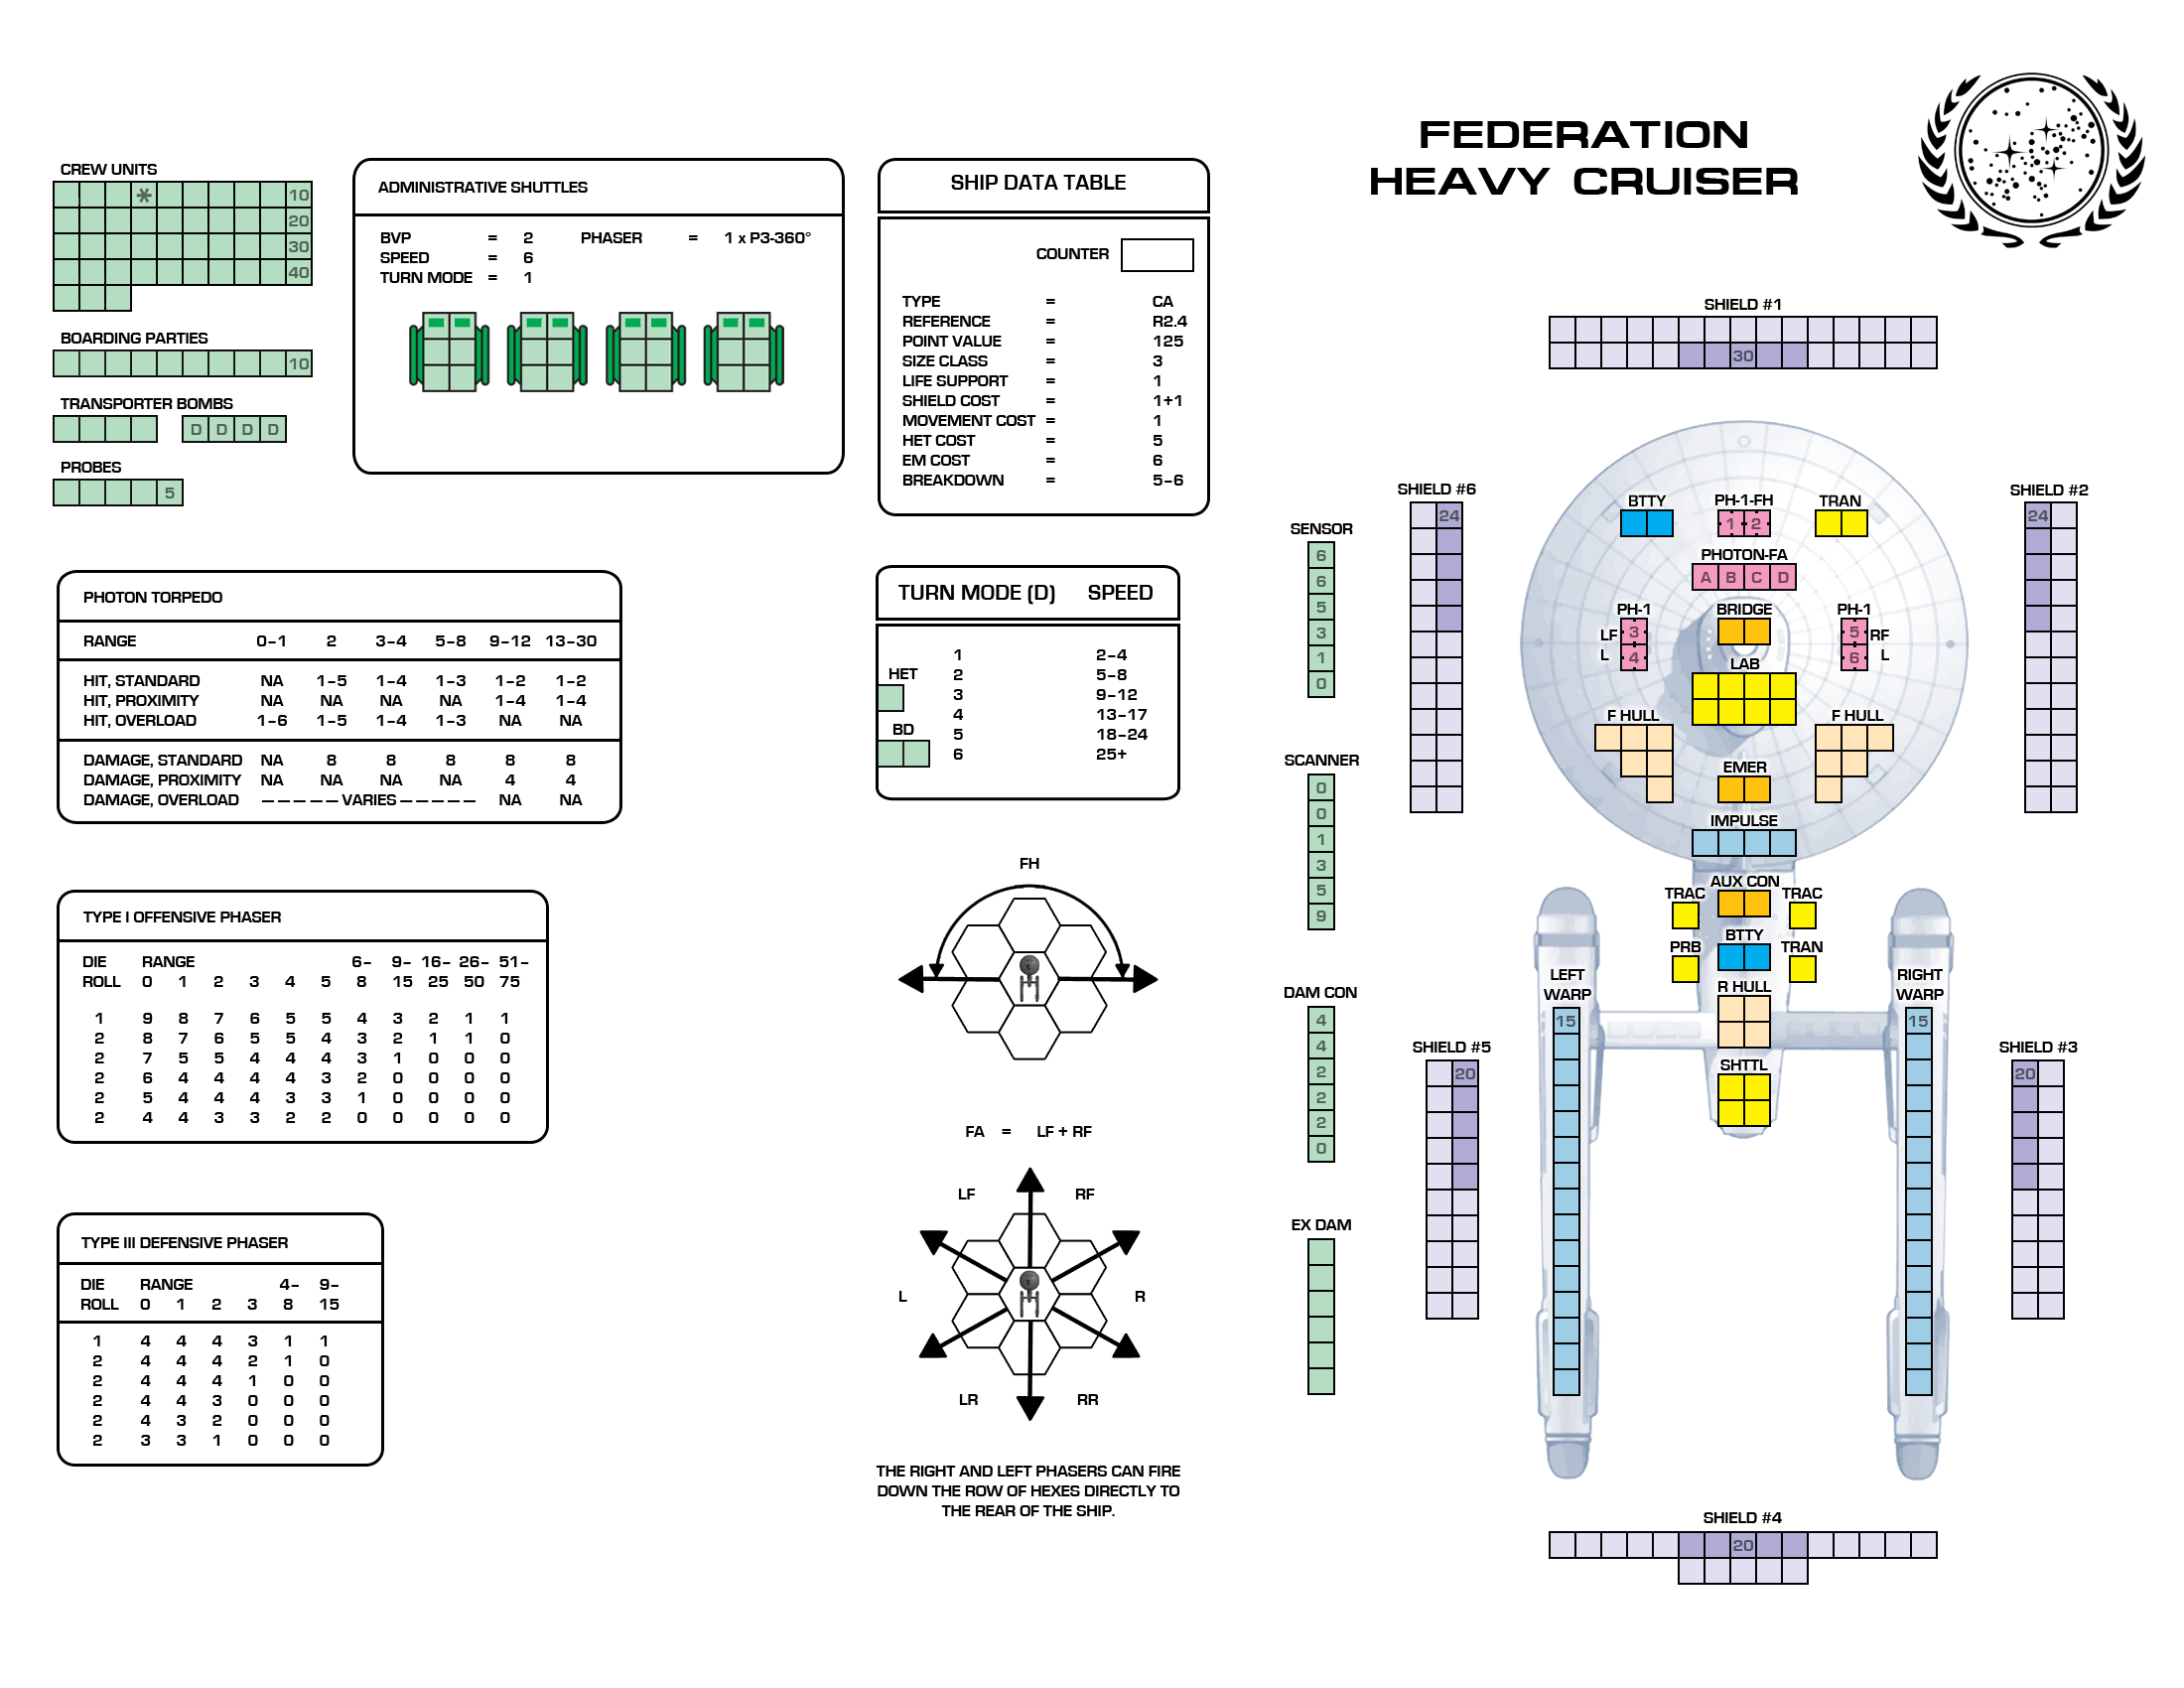 FEDERATION
HEAVY CRUISER
CREW UNITS
*
10
20
30
40
BOARDING PARTIES
10
TRANSPORTER BOMBS
D D D D
PROBES
5
ADMINISTRATIVE SHUTTLES
BVP = 2 PHASER = 1 x P3-360°
SPEED = 6
TURN MODE = 1
SHIP DATA TABLE
COUNTER
TYPE = CA
REFERENCE = R2.4
POINT VALUE = 125
SIZE CLASS = 3
LIFE SUPPORT = 1
SHIELD COST = 1+1
MOVEMENT COST = 1
HET COST = 5
EM COST = 6
BREAKDOWN = 5-6
PHOTON TORPEDO
RANGE 0-1 2 3-4 5-8 9-12 13-30
HIT, STANDARD NA 1-5 1-4 1-3 1-2 1-2
HIT, PROXIMITY NA NA NA NA 1-4 1-4
HIT, OVERLOAD 1-6 1-5 1-4 1-3 NA NA
DAMAGE, STANDARD NA 8 8 8 8 8
DAMAGE, PROXIMITY NA NA NA NA 4 4
DAMAGE, OVERLOAD —————VARIES————— NA NA
TURN MODE (D) SPEED
1 2-4
2 5-8
3 9-12
4 13-17
5 18-24
6 25+
HET
BD
TYPE I OFFENSIVE PHASER
DIE RANGE 6- 9- 16- 26- 51-
ROLL 0 1 2 3 4 5 8 15 25 50 75
1 9 8 7 6 5 5 4 3 2 1 1
2 8 7 6 5 5 4 3 2 1 1 0
2 7 5 5 4 4 4 3 1 0 0 0
2 6 4 4 4 4 3 2 0 0 0 0
2 5 4 4 4 3 3 1 0 0 0 0
2 4 4 3 3 2 2 0 0 0 0 0
TYPE III DEFENSIVE PHASER
DIE RANGE 4- 9-
ROLL 0 1 2 3 8 15
1 4 4 4 3 1 1
2 4 4 4 2 1 0
2 4 4 4 1 0 0
2 4 4 3 0 0 0
2 4 3 2 0 0 0
2 3 3 1 0 0 0
FH
FA = LF + RF
LF RF
L R
LR RR
THE RIGHT AND LEFT PHASERS CAN FIRE
DOWN THE ROW OF HEXES DIRECTLY TO
THE REAR OF THE SHIP.
SENSOR
6
6
5
3
1
0
SCANNER
0
0
1
3
5
9
DAM CON
4
4
2
2
2
0
EX DAM
SHIELD #1
30
SHIELD #6
24
SHIELD #2
24
SHIELD #5
20
SHIELD #3
20
SHIELD #4
20
BTTY PH-1-FH TRAN
1 2
PHOTON-FA
A B C D
PH-1 BRIDGE PH-1
LF 3 5 RF
L 4 6 L
LAB
F HULL F HULL
EMER
IMPULSE
AUX CON
TRAC TRAC
BTTY
PRB TRAN
R HULL
SHTTL
LEFT
WARP
15
RIGHT
WARP
15